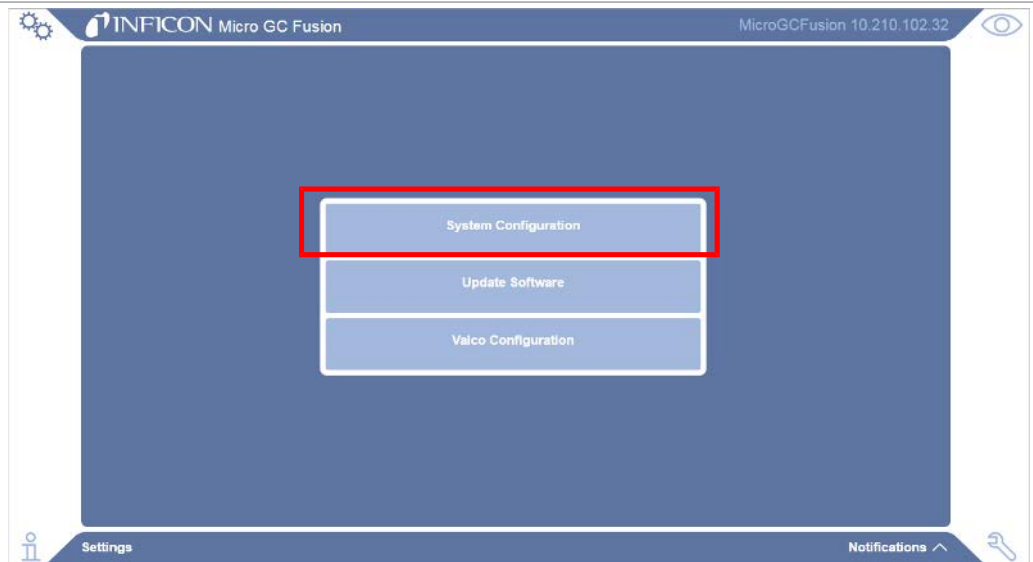 INFICON Micro GC Fusion
MicroGCFusion 10.210.102.32
System Configuration
Update Software
Valco Configuration
Settings
Notifications